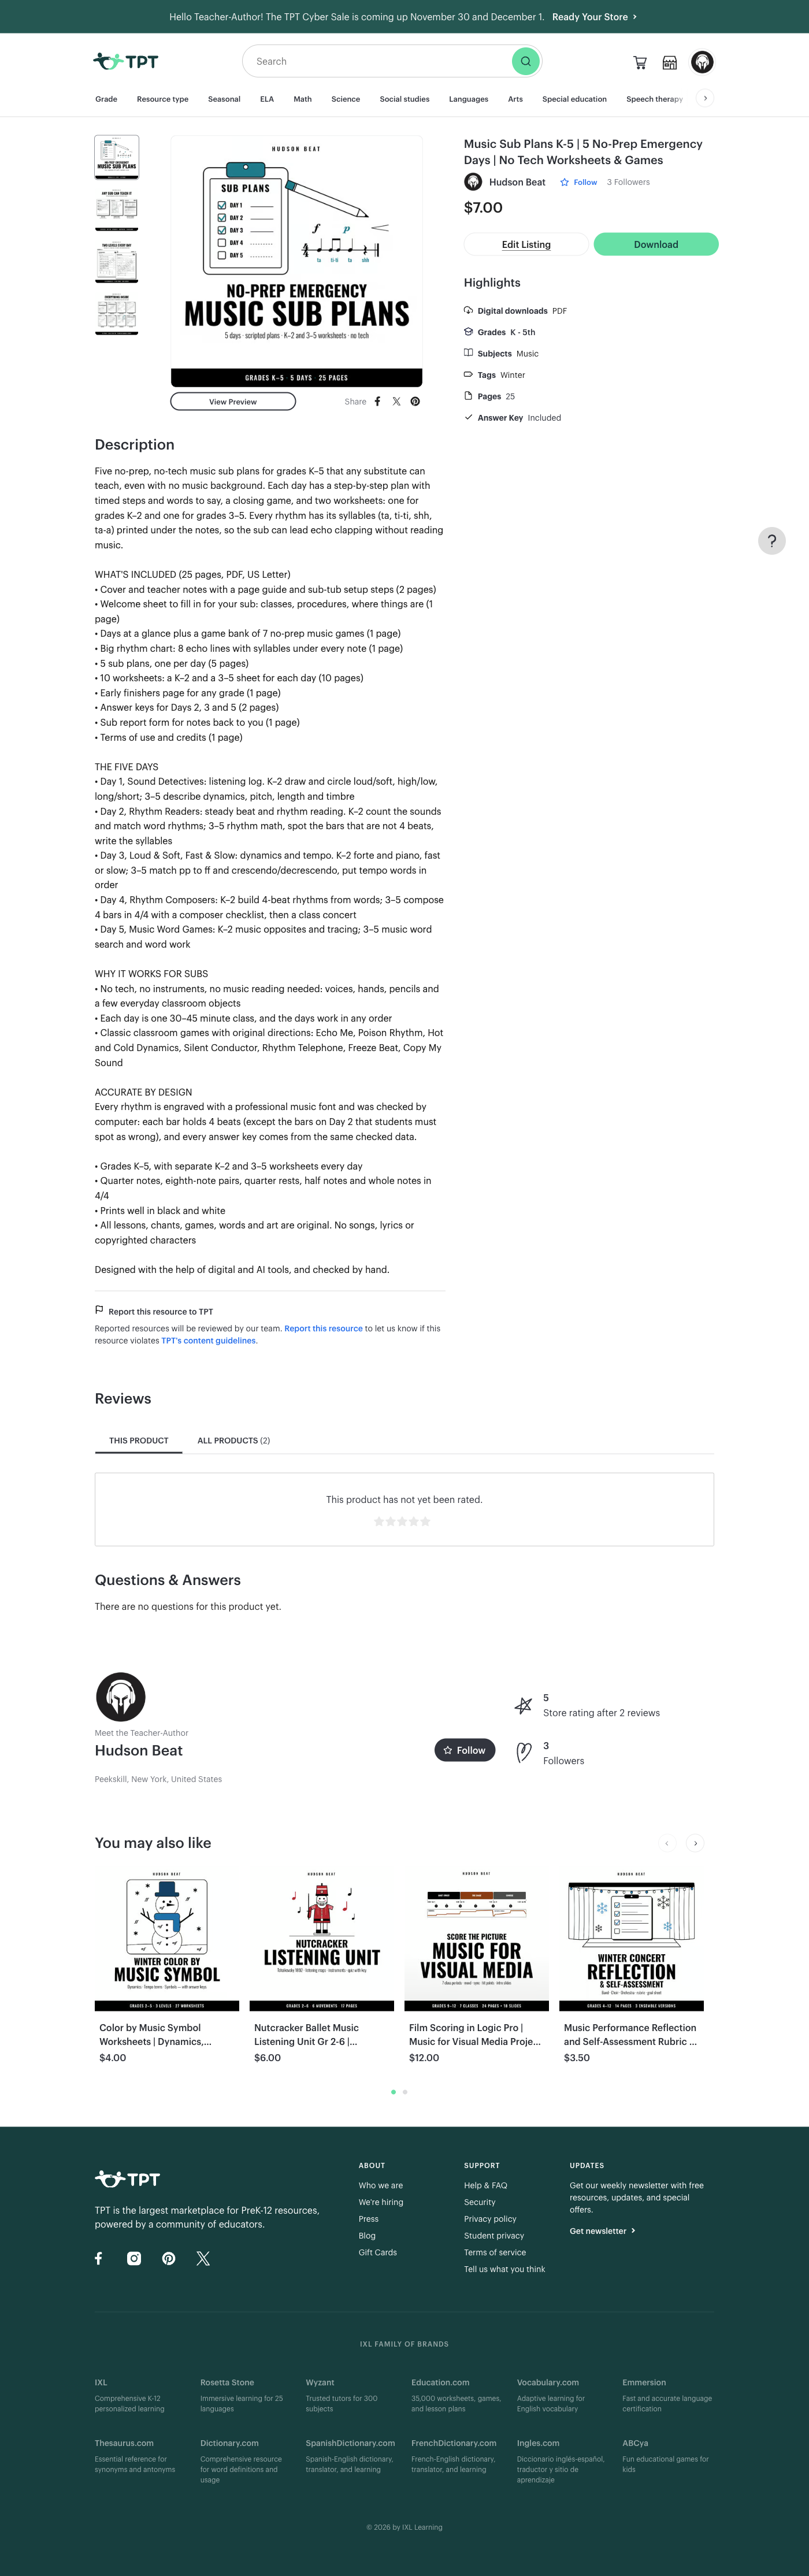 Hello Teacher-Author! The TPT Cyber Sale is coming up November 30 and December 1. Ready Your Store
TPT
Search
Grade Resource type Seasonal ELA Math Science Social studies Languages Arts Special education Speech therapy
HUDSON BEAT
SUB PLANS
DAY 1
DAY 2
DAY 3
DAY 4
DAY 5
f p
ta ti-ti ta shh
NO-PREP EMERGENCY
MUSIC SUB PLANS
5 days · scripted plans · K–2 and 3–5 worksheets · no tech
GRADES K–5 · 5 DAYS · 25 PAGES
View Preview
Share
Music Sub Plans K-5 | 5 No-Prep Emergency
Days | No Tech Worksheets & Games
Hudson Beat Follow 3 Followers
$7.00
Edit Listing Download
Highlights
Digital downloads PDF
Grades K - 5th
Subjects Music
Tags Winter
Pages 25
Answer Key Included
?
Description
Five no-prep, no-tech music sub plans for grades K–5 that any substitute can
teach, even with no music background. Each day has a step-by-step plan with
timed steps and words to say, a closing game, and two worksheets: one for
grades K–2 and one for grades 3–5. Every rhythm has its syllables (ta, ti-ti, shh,
ta-a) printed under the notes, so the sub can lead echo clapping without reading
music.
WHAT'S INCLUDED (25 pages, PDF, US Letter)
• Cover and teacher notes with a page guide and sub-tub setup steps (2 pages)
• Welcome sheet to fill in for your sub: classes, procedures, where things are (1
page)
• Days at a glance plus a game bank of 7 no-prep music games (1 page)
• Big rhythm chart: 8 echo lines with syllables under every note (1 page)
• 5 sub plans, one per day (5 pages)
• 10 worksheets: a K–2 and a 3–5 sheet for each day (10 pages)
• Early finishers page for any grade (1 page)
• Answer keys for Days 2, 3 and 5 (2 pages)
• Sub report form for notes back to you (1 page)
• Terms of use and credits (1 page)
THE FIVE DAYS
• Day 1, Sound Detectives: listening log. K–2 draw and circle loud/soft, high/low,
long/short; 3–5 describe dynamics, pitch, length and timbre
• Day 2, Rhythm Readers: steady beat and rhythm reading. K–2 count the sounds
and match word rhythms; 3–5 rhythm math, spot the bars that are not 4 beats,
write the syllables
• Day 3, Loud & Soft, Fast & Slow: dynamics and tempo. K–2 forte and piano, fast
or slow; 3–5 match pp to ff and crescendo/decrescendo, put tempo words in
order
• Day 4, Rhythm Composers: K–2 build 4-beat rhythms from words; 3–5 compose
4 bars in 4/4 with a composer checklist, then a class concert
• Day 5, Music Word Games: K–2 music opposites and tracing; 3–5 music word
search and word work
WHY IT WORKS FOR SUBS
• No tech, no instruments, no music reading needed: voices, hands, pencils and
a few everyday classroom objects
• Each day is one 30–45 minute class, and the days work in any order
• Classic classroom games with original directions: Echo Me, Poison Rhythm, Hot
and Cold Dynamics, Silent Conductor, Rhythm Telephone, Freeze Beat, Copy My
Sound
ACCURATE BY DESIGN
Every rhythm is engraved with a professional music font and was checked by
computer: each bar holds 4 beats (except the bars on Day 2 that students must
spot as wrong), and every answer key comes from the same checked data.
• Grades K–5, with separate K–2 and 3–5 worksheets every day
• Quarter notes, eighth-note pairs, quarter rests, half notes and whole notes in
4/4
• Prints well in black and white
• All lessons, chants, games, words and art are original. No songs, lyrics or
copyrighted characters
Designed with the help of digital and AI tools, and checked by hand.
Report this resource to TPT
Reported resources will be reviewed by our team. Report this resource to let us know if this
resource violates TPT's content guidelines.
Reviews
THIS PRODUCT ALL PRODUCTS (2)
This product has not yet been rated.
Questions & Answers
There are no questions for this product yet.
Meet the Teacher-Author
Hudson Beat
Peekskill, New York, United States
Follow
5
Store rating after 2 reviews
3
Followers
You may also like
HUDSON BEAT
WINTER COLOR BY
MUSIC SYMBOL
Color by Music Symbol
Worksheets | Dynamics,...
$4.00
HUDSON BEAT
NUTCRACKER
LISTENING UNIT
GRADES 2–6 · 6 MOVEMENTS · 17 PAGES
Nutcracker Ballet Music
Listening Unit Gr 2-6 |...
$6.00
HUDSON BEAT
SCORE THE PICTURE
MUSIC FOR
VISUAL MEDIA
Film Scoring in Logic Pro |
Music for Visual Media Proje...
$12.00
HUDSON BEAT
WINTER CONCERT
REFLECTION
& SELF-ASSESSMENT
Music Performance Reflection
and Self-Assessment Rubric ...
$3.50
TPT
TPT is the largest marketplace for PreK-12 resources,
powered by a community of educators.
ABOUT
Who we are
We're hiring
Press
Blog
Gift Cards
SUPPORT
Help & FAQ
Security
Privacy policy
Student privacy
Terms of service
Tell us what you think
UPDATES
Get our weekly newsletter with free
resources, updates, and special
offers.
Get newsletter
IXL FAMILY OF BRANDS
IXL
Comprehensive K-12
personalized learning
Rosetta Stone
Immersive learning for 25
languages
Wyzant
Trusted tutors for 300
subjects
Education.com
35,000 worksheets, games,
and lesson plans
Vocabulary.com
Adaptive learning for
English vocabulary
Emmersion
Fast and accurate language
certification
Thesaurus.com
Essential reference for
synonyms and antonyms
Dictionary.com
Comprehensive resource
for word definitions and
usage
SpanishDictionary.com
Spanish-English dictionary,
translator, and learning
FrenchDictionary.com
French-English dictionary,
translator, and learning
Ingles.com
Diccionario inglés-español,
traductor y sitio de
aprendizaje
ABCya
Fun educational games for
kids
© 2026 by IXL Learning